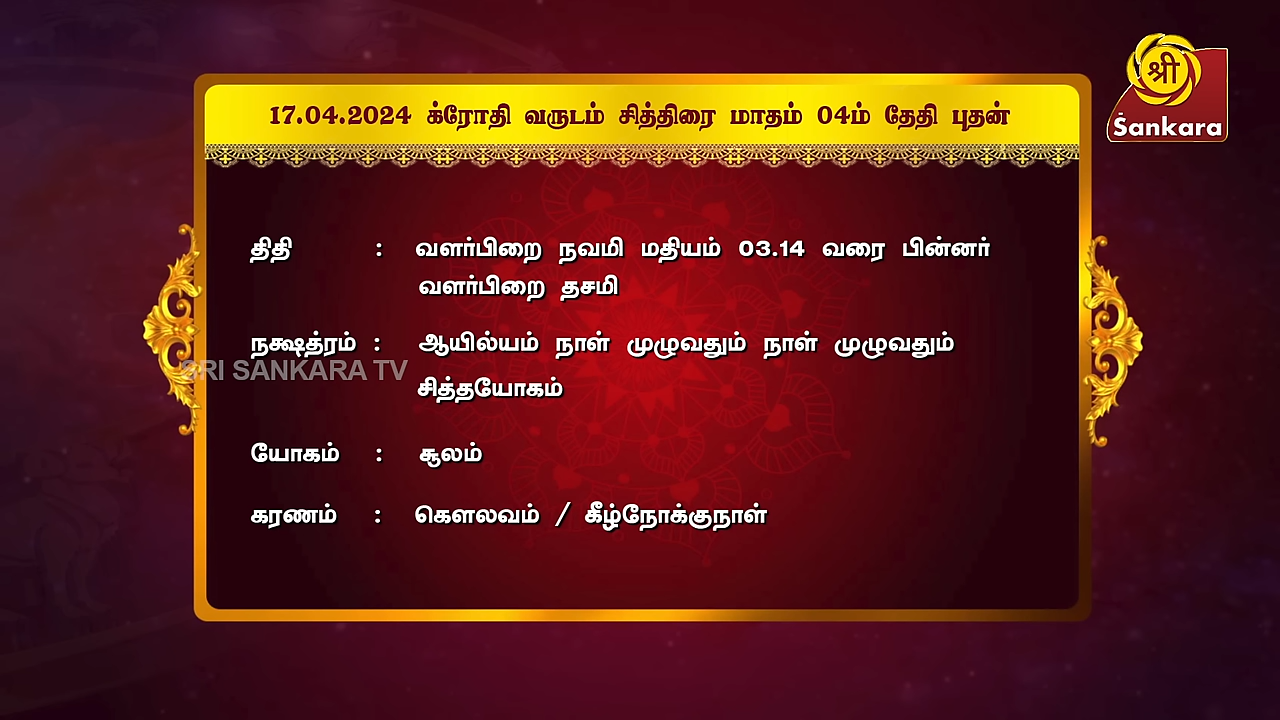 श्री
Sankara
17.04.2024 க்ரோதி வருடம் சித்திரை மாதம் 04ம் தேதி புதன்
திதி : வளர்பிறை நவமி மதியம் 03.14 வரை பின்னர்
வளர்பிறை தசமி
நக்ஷத்ரம் : ஆயில்யம் நாள் முழுவதும் நாள் முழுவதும்
SRI SANKARA TV
சித்தயோகம்
யோகம் : சூலம்
கரணம் : கௌலவம் / கீழ்நோக்குநாள்